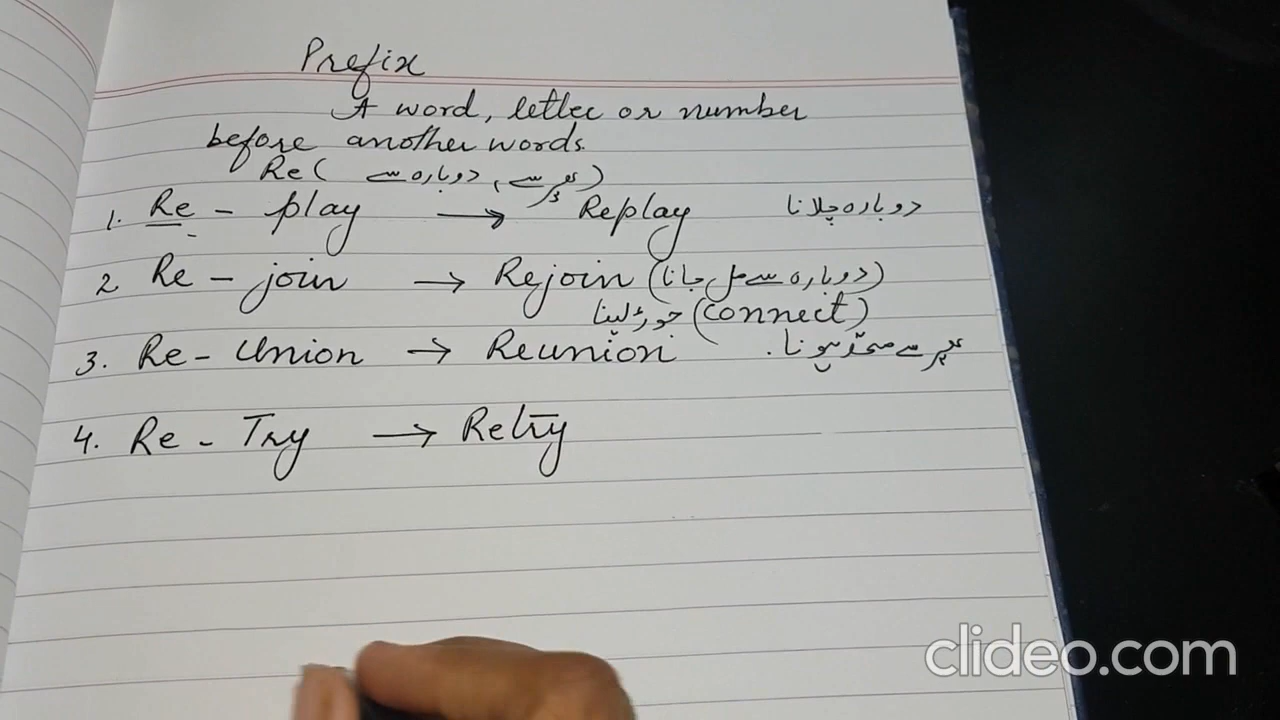 Prefix
A word, letter or number
before another words.
Re ( دوبارہ سے , پھر سے )
1. Re - play → Replay دوبارہ چلانا
2 Re - join → Rejoin (دوبارہ سے مل جانا)
جوڑ لینا (connect)
3. Re - Union → Reunion پھر سے متحد ہونا .
4. Re - Try → Retry
clideo.com